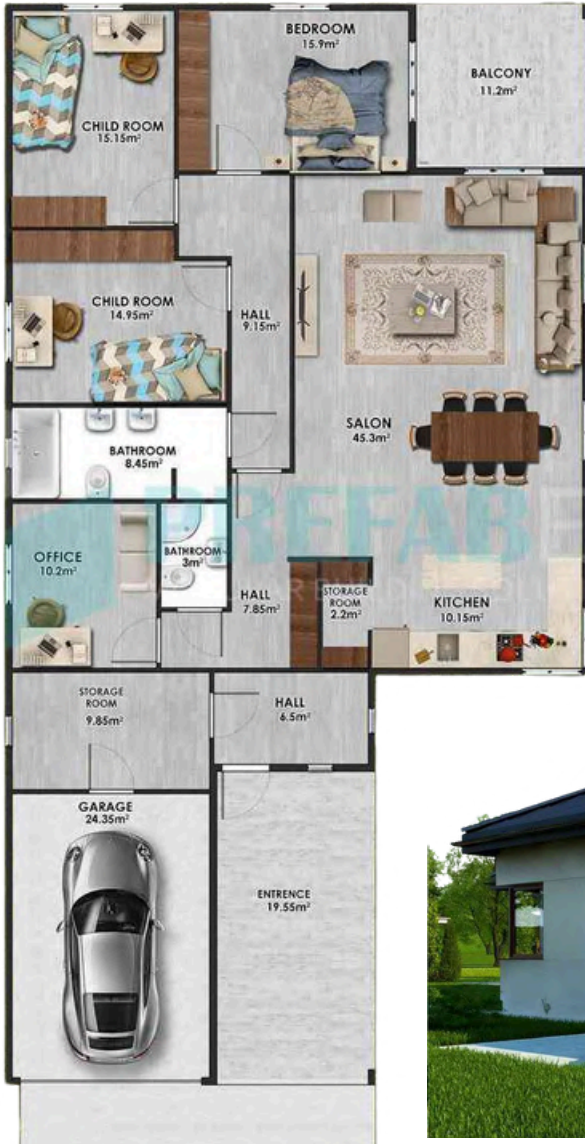 BEDROOM
15.9m²
BALCONY
11.2m²
CHILD ROOM
15.15m²
CHILD ROOM
14.95m²
HALL
9.15m²
SALON
45.3m²
BATHROOM
8.45m²
PREFAB
OFFICE
10.2m²
BATHROOM
3m²
HALL
7.85m²
STORAGE
ROOM
2.2m²
KITCHEN
10.15m²
STORAGE
ROOM
9.85m²
HALL
6.5m²
GARAGE
24.35m²
ENTRENCE
19.55m²